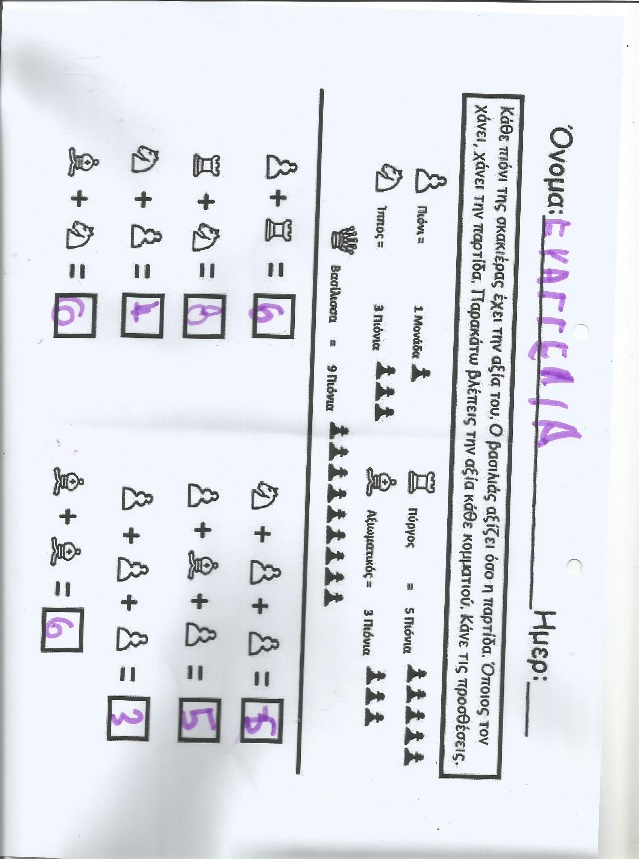 Όνομα: ΕΥΑΓΓΕΛΙΑ Ημερ:
Κάθε πιόνι της σκακιέρας έχει την αξία του. Ο βασιλιάς αξίζει όσο η παρτίδα. Όποιος τον
χάνει, χάνει την παρτίδα. Παρακάτω βλέπεις την αξία κάθε κομματιού. Κάνε τις προσθέσεις.
Πιόνι = 1 Μονάδα Πύργος = 5 Πιόνια
Ίππος = 3 Πιόνια Αξιωματικός = 3 Πιόνια
Βασίλισσα = 9 Πιόνια
+ = 6 + + = 5
+ = 8 + + = 5
+ = 4 + + = 3
+ = 6 + = 6